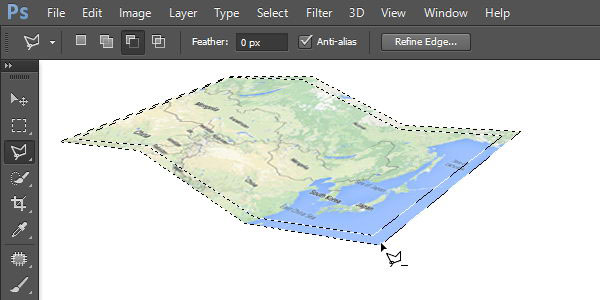 Ps File Edit Image Layer Type Select Filter 3D View Window Help
Feather: 0 px Anti-alias Refine Edge...
Mongolia
South Korea
Japan